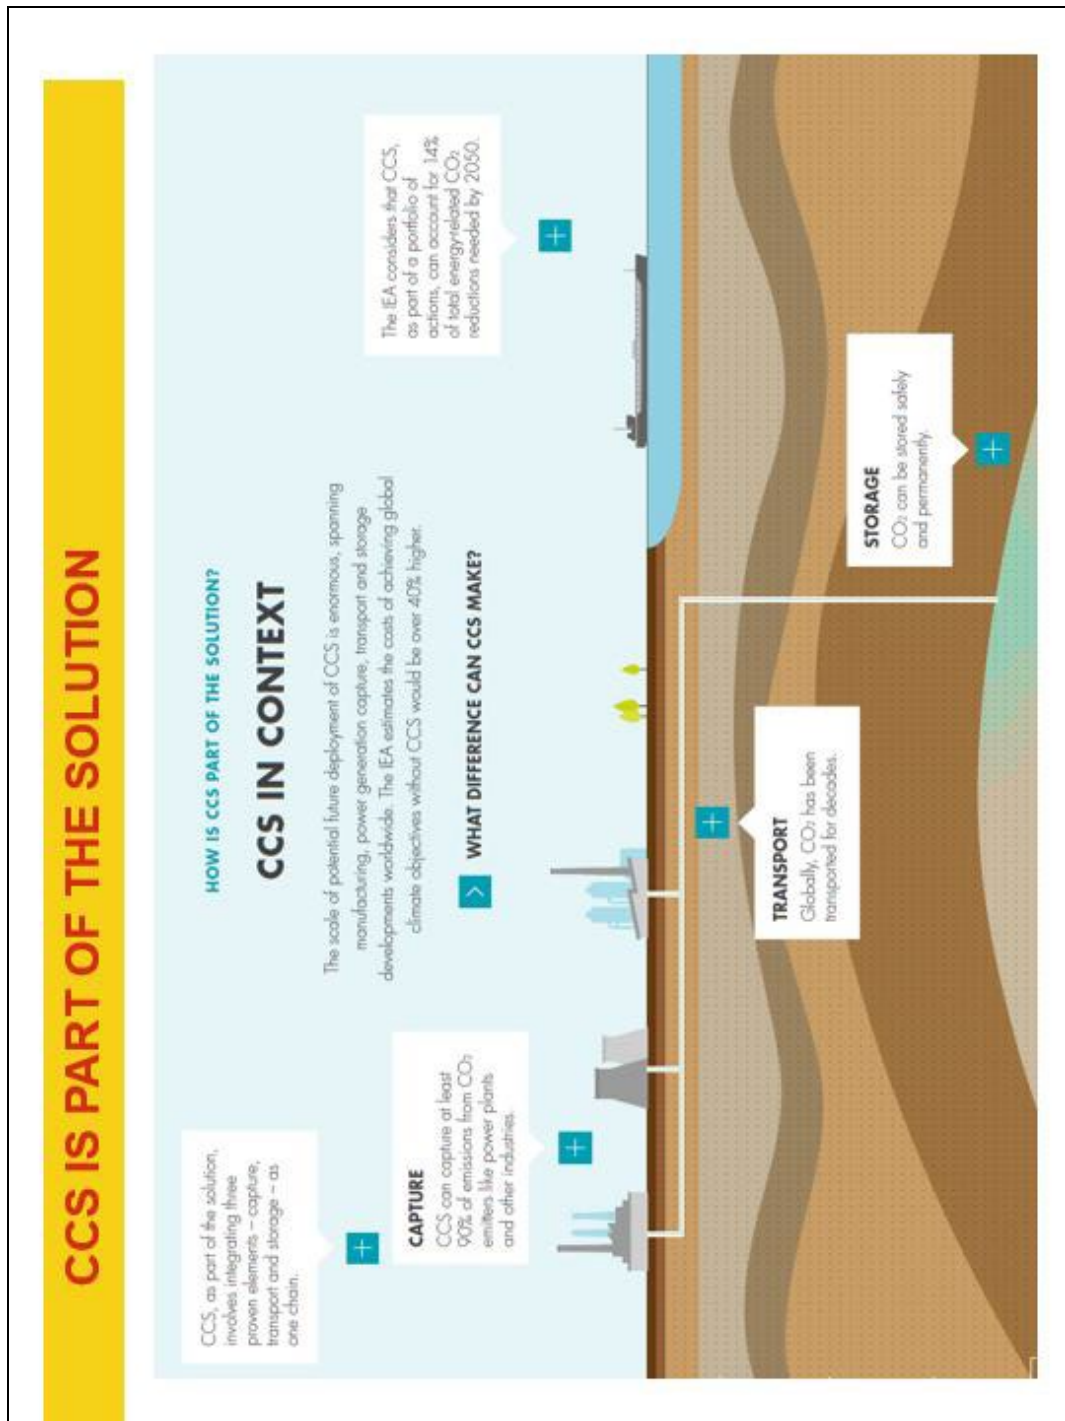 CCS IS PART OF THE SOLUTION
HOW IS CCS PART OF THE SOLUTION?
CCS IN CONTEXT
The scale of potential future deployment of CCS is enormous, spanning
manufacturing, power generation capture, transport and storage
developments worldwide. The IEA estimates the costs of achieving global
climate objectives without CCS would be over 40% higher.
WHAT DIFFERENCE CAN CCS MAKE?
CCS, as part of the solution,
involves integrating three
proven elements – capture,
transport and storage – as
one chain.
CAPTURE
CCS can capture at least
90% of emissions from CO₂
emitters like power plants
and other industries.
The IEA considers that CCS,
as part of a portfolio of
actions, can account for 14%
of total energy-related CO₂
reductions needed by 2050.
TRANSPORT
Globally, CO₂ has been
transported for decades.
STORAGE
CO₂ can be stored safely
and permanently.